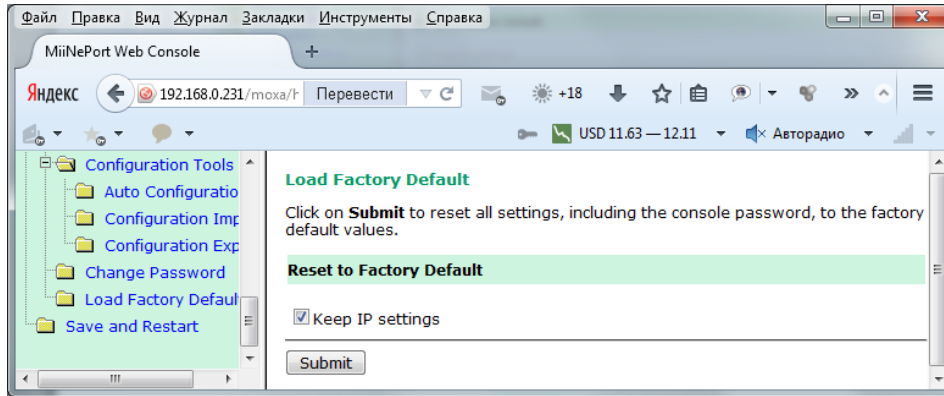 Файл Правка Вид Журнал Закладки Инструменты Справка
MiiNePort Web Console +
Яндекс 192.168.0.231/moxa/h Перевести +18
USD 11.63 — 12.11 Авторадио
Configuration Tools
Auto Configuratio
Configuration Imp
Configuration Exp
Change Password
Load Factory Defaul
Save and Restart
Load Factory Default
Click on Submit to reset all settings, including the console password, to the factory
default values.
Reset to Factory Default
Keep IP settings
Submit